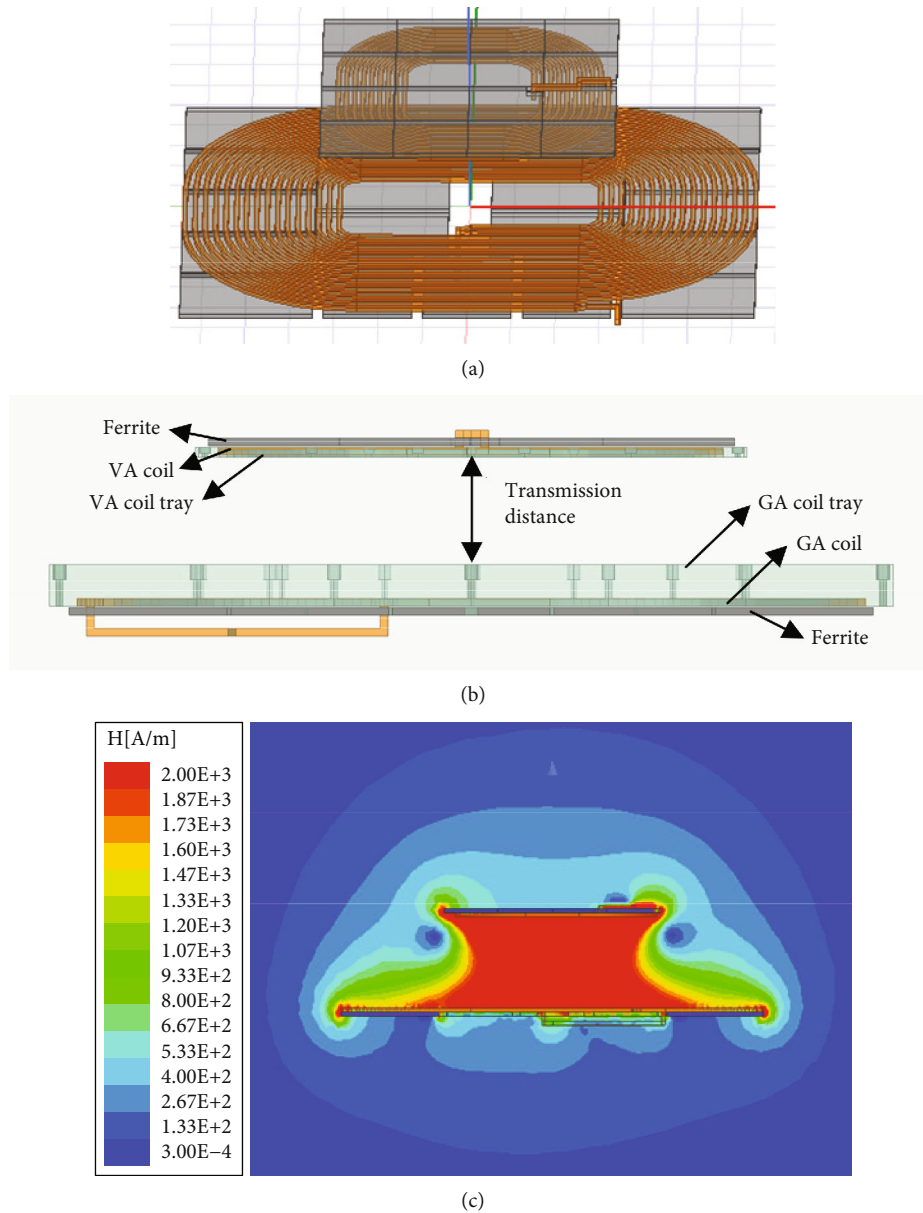 (a)
Ferrite
VA coil
VA coil tray
Transmission
distance
GA coil tray
GA coil
Ferrite
(b)
H[A/m]
2.00E+3
1.87E+3
1.73E+3
1.60E+3
1.47E+3
1.33E+3
1.20E+3
1.07E+3
9.33E+2
8.00E+2
6.67E+2
5.33E+2
4.00E+2
2.67E+2
1.33E+2
3.00E−4
(c)